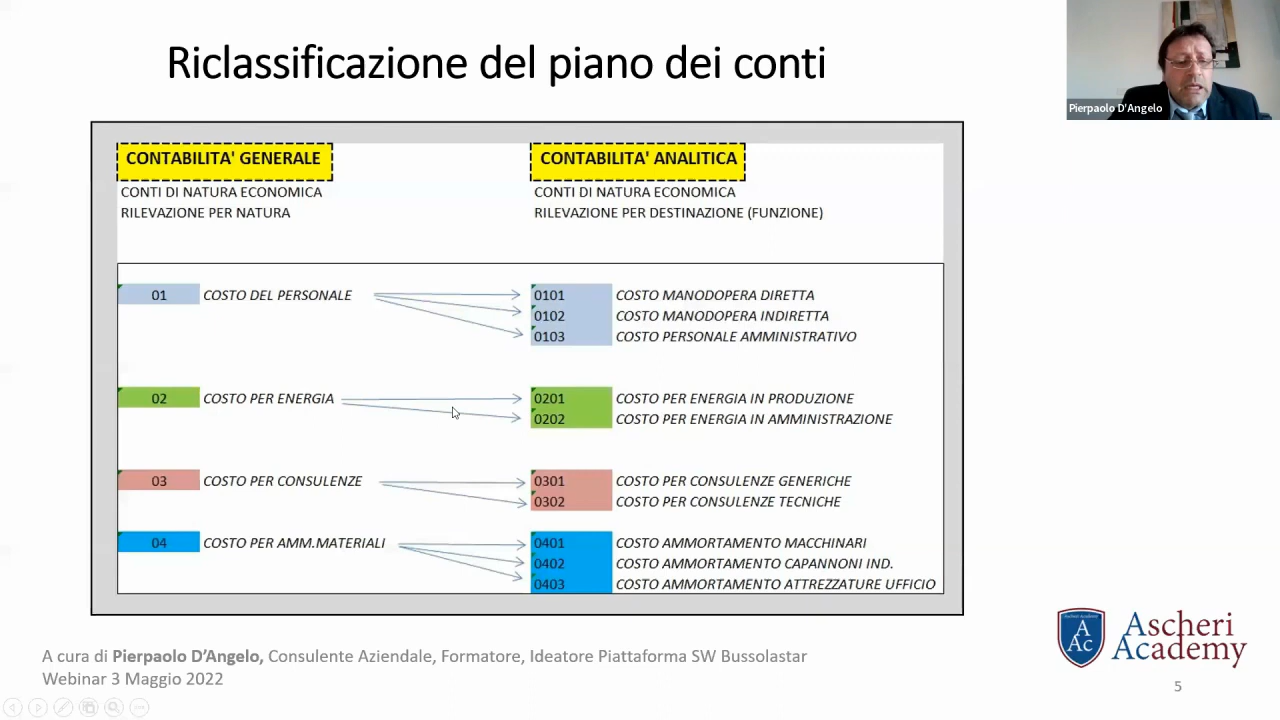 Riclassificazione del piano dei conti
Pierpaolo D'Angelo
CONTABILITA' GENERALE
CONTI DI NATURA ECONOMICA
RILEVAZIONE PER NATURA
CONTABILITA' ANALITICA
CONTI DI NATURA ECONOMICA
RILEVAZIONE PER DESTINAZIONE (FUNZIONE)
01 COSTO DEL PERSONALE
0101 COSTO MANODOPERA DIRETTA
0102 COSTO MANODOPERA INDIRETTA
0103 COSTO PERSONALE AMMINISTRATIVO
02 COSTO PER ENERGIA
0201 COSTO PER ENERGIA IN PRODUZIONE
0202 COSTO PER ENERGIA IN AMMINISTRAZIONE
03 COSTO PER CONSULENZE
0301 COSTO PER CONSULENZE GENERICHE
0302 COSTO PER CONSULENZE TECNICHE
04 COSTO PER AMM.MATERIALI
0401 COSTO AMMORTAMENTO MACCHINARI
0402 COSTO AMMORTAMENTO CAPANNONI IND.
0403 COSTO AMMORTAMENTO ATTREZZATURE UFFICIO
A cura di Pierpaolo D'Angelo, Consulente Aziendale, Formatore, Ideatore Piattaforma SW Bussolastar
Webinar 3 Maggio 2022
A
Ac
Ascheri
Academy
5